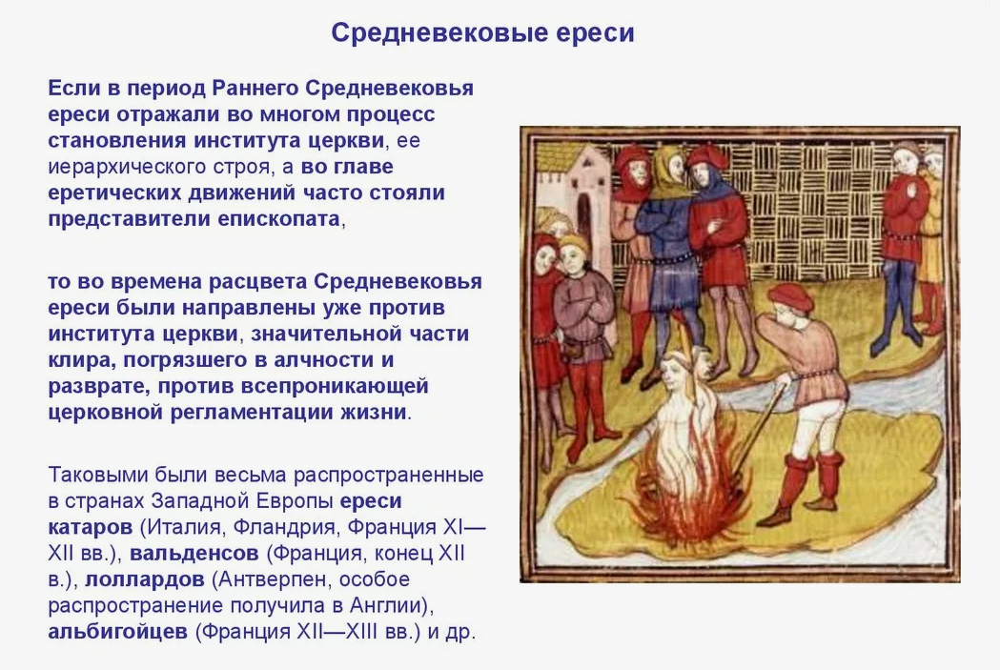 Средневековые ереси
Если в период Раннего Средневековья
ереси отражали во многом процесс
становления института церкви, ее
иерархического строя, а во главе
еретических движений часто стояли
представители епископата,
то во времена расцвета Средневековья
ереси были направлены уже против
института церкви, значительной части
клира, погрязшего в алчности и
разврате, против всепроникающей
церковной регламентации жизни.
Таковыми были весьма распространенные
в странах Западной Европы ереси
катаров (Италия, Фландрия, Франция XI—
XII вв.), вальденсов (Франция, конец XII
в.), лоллардов (Антверпен, особое
распространение получила в Англии),
альбигойцев (Франция XII—XIII вв.) и др.